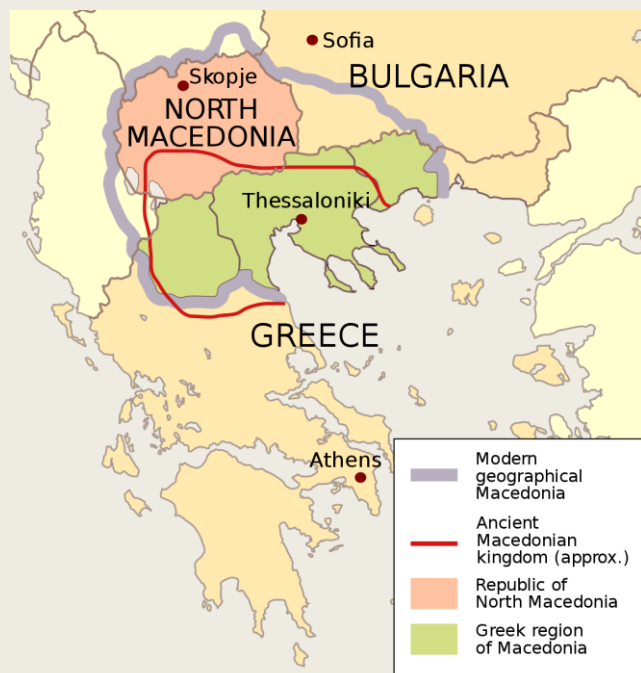 Sofia
BULGARIA
Skopje
NORTH
MACEDONIA
Thessaloniki
GREECE
Athens
Modern
geographical
Macedonia
Ancient
Macedonian
kingdom (approx.)
Republic of
North Macedonia
Greek region
of Macedonia